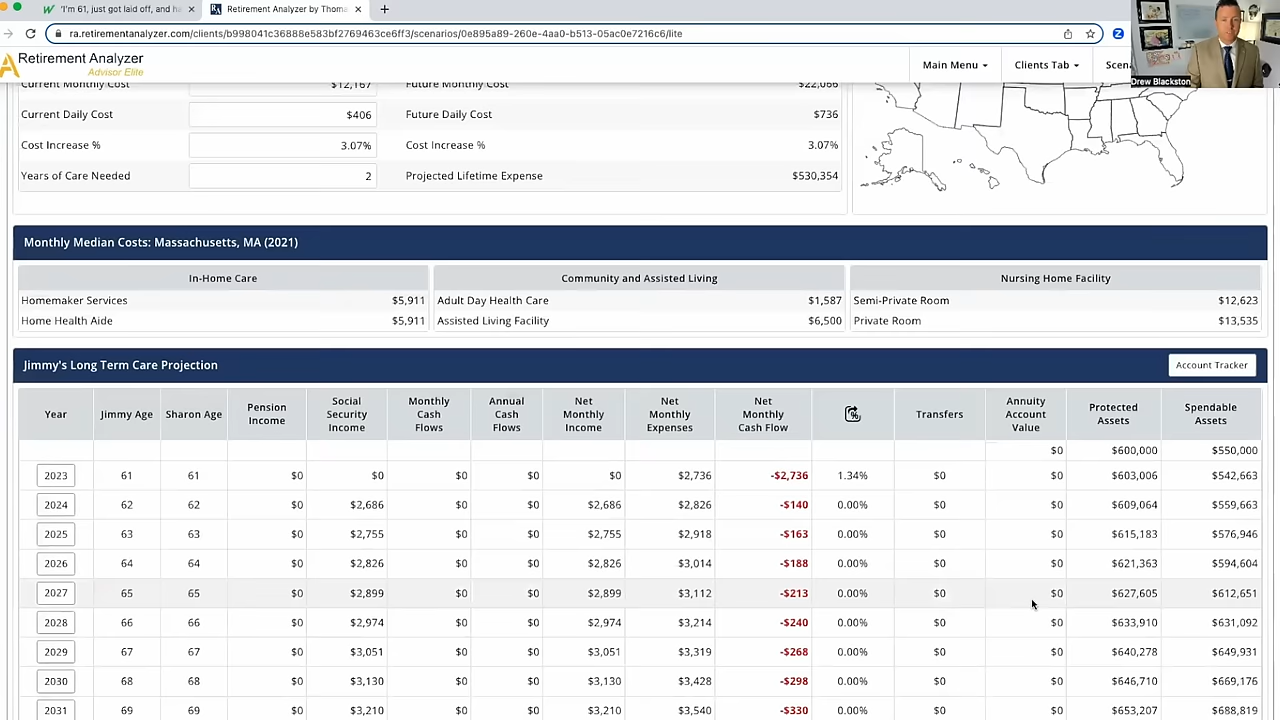 'I'm 61, just got laid off, and ha
Retirement Analyzer by Thoma
ra.retirementanalyzer.com/clients/b998041c36888e583bf2769463ce6ff3/scenarios/0e895a89-260e-4aa0-b513-05ac0e7216c6/lite
Retirement Analyzer
Advisor Elite
Main Menu
Clients Tab
Scena
Drew Blackston
Current Monthly Cost $12,167 Future Monthly Cost $22,066
Current Daily Cost $406 Future Daily Cost $736
Cost Increase % 3.07% Cost Increase % 3.07%
Years of Care Needed 2 Projected Lifetime Expense $530,354
Monthly Median Costs: Massachusetts, MA (2021)
In-Home Care Community and Assisted Living Nursing Home Facility
Homemaker Services $5,911 Adult Day Health Care $1,587 Semi-Private Room $12,623
Home Health Aide $5,911 Assisted Living Facility $6,500 Private Room $13,535
Jimmy's Long Term Care Projection Account Tracker
Year Jimmy Age Sharon Age Pension Income Social Security Income Monthly Cash Flows Annual Cash Flows Net Monthly Income Net Monthly Expenses Net Monthly Cash Flow % Transfers Annuity Account Value Protected Assets Spendable Assets
$0 $600,000 $550,000
2023 61 61 $0 $0 $0 $0 $0 $2,736 -$2,736 1.34% $0 $0 $603,006 $542,663
2024 62 62 $0 $2,686 $0 $0 $2,686 $2,826 -$140 0.00% $0 $0 $609,064 $559,663
2025 63 63 $0 $2,755 $0 $0 $2,755 $2,918 -$163 0.00% $0 $0 $615,183 $576,946
2026 64 64 $0 $2,826 $0 $0 $2,826 $3,014 -$188 0.00% $0 $0 $621,363 $594,604
2027 65 65 $0 $2,899 $0 $0 $2,899 $3,112 -$213 0.00% $0 $0 $627,605 $612,651
2028 66 66 $0 $2,974 $0 $0 $2,974 $3,214 -$240 0.00% $0 $0 $633,910 $631,092
2029 67 67 $0 $3,051 $0 $0 $3,051 $3,319 -$268 0.00% $0 $0 $640,278 $649,931
2030 68 68 $0 $3,130 $0 $0 $3,130 $3,428 -$298 0.00% $0 $0 $646,710 $669,176
2031 69 69 $0 $3,210 $0 $0 $3,210 $3,540 -$330 0.00% $0 $0 $653,207 $688,819